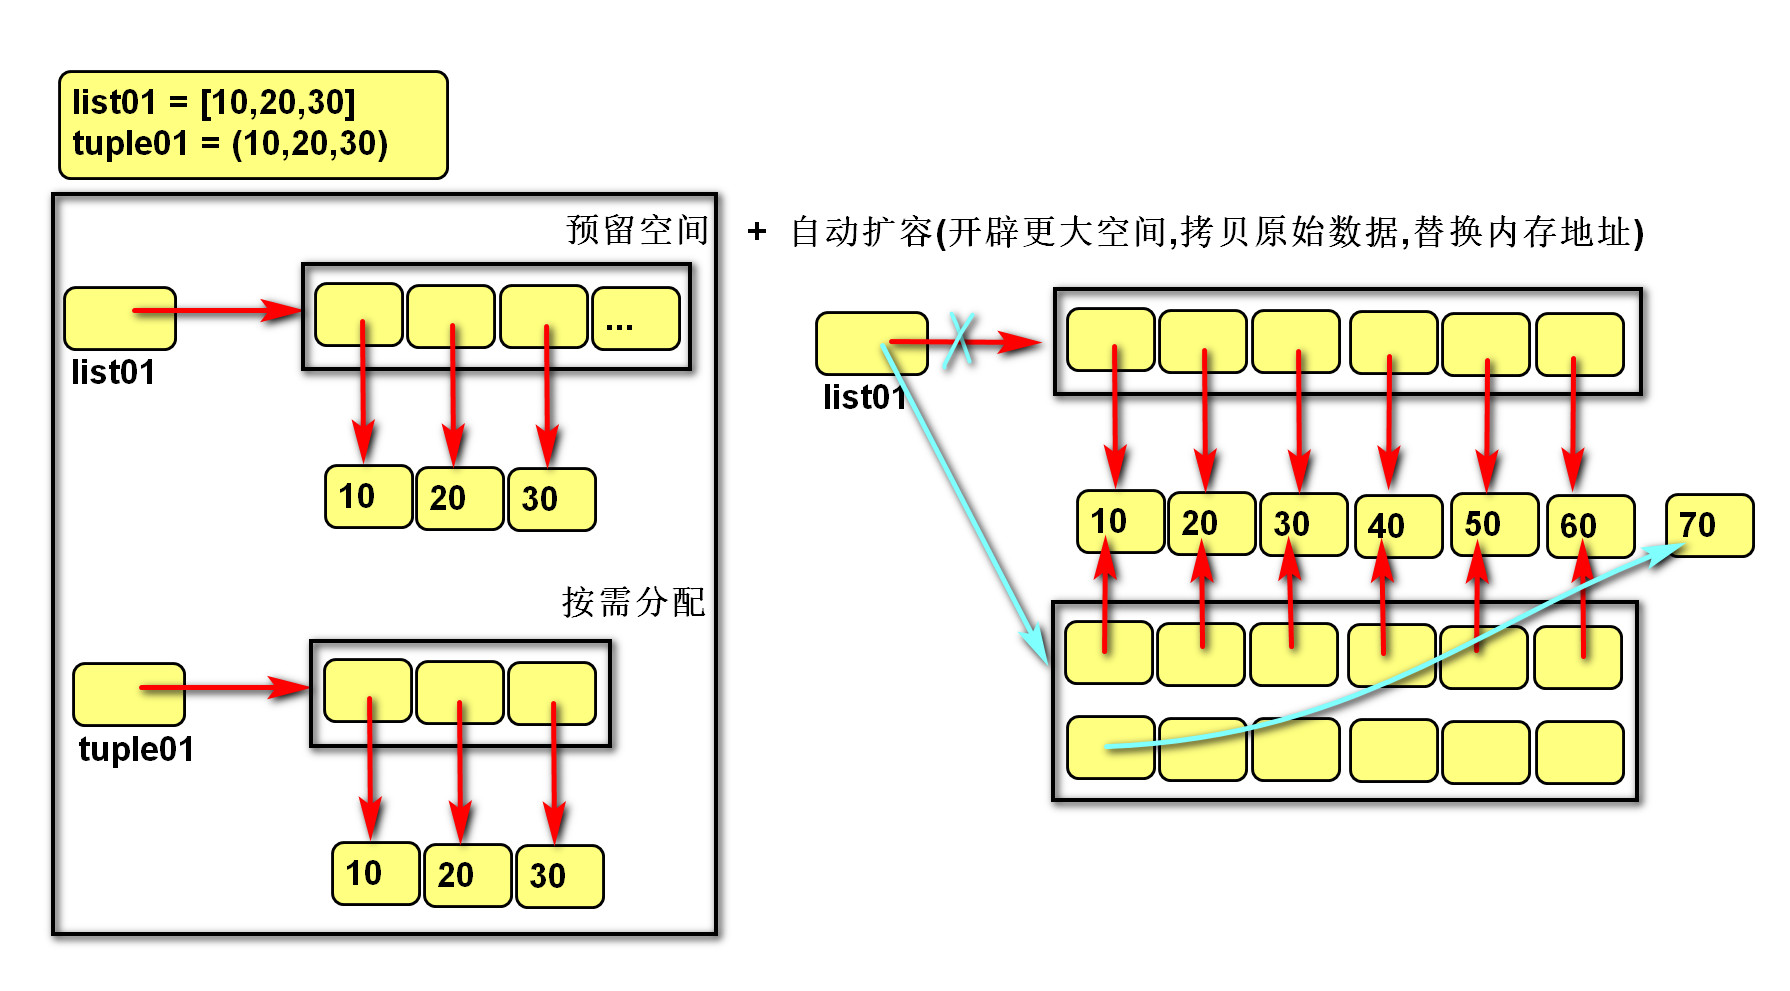 list01 = [10,20,30]
tuple01 = (10,20,30)
预留空间 + 自动扩容(开辟更大空间,拷贝原始数据,替换内存地址)
...
list01
10 20 30
list01
10 20 30 40 50 60 70
按需分配
tuple01
10 20 30